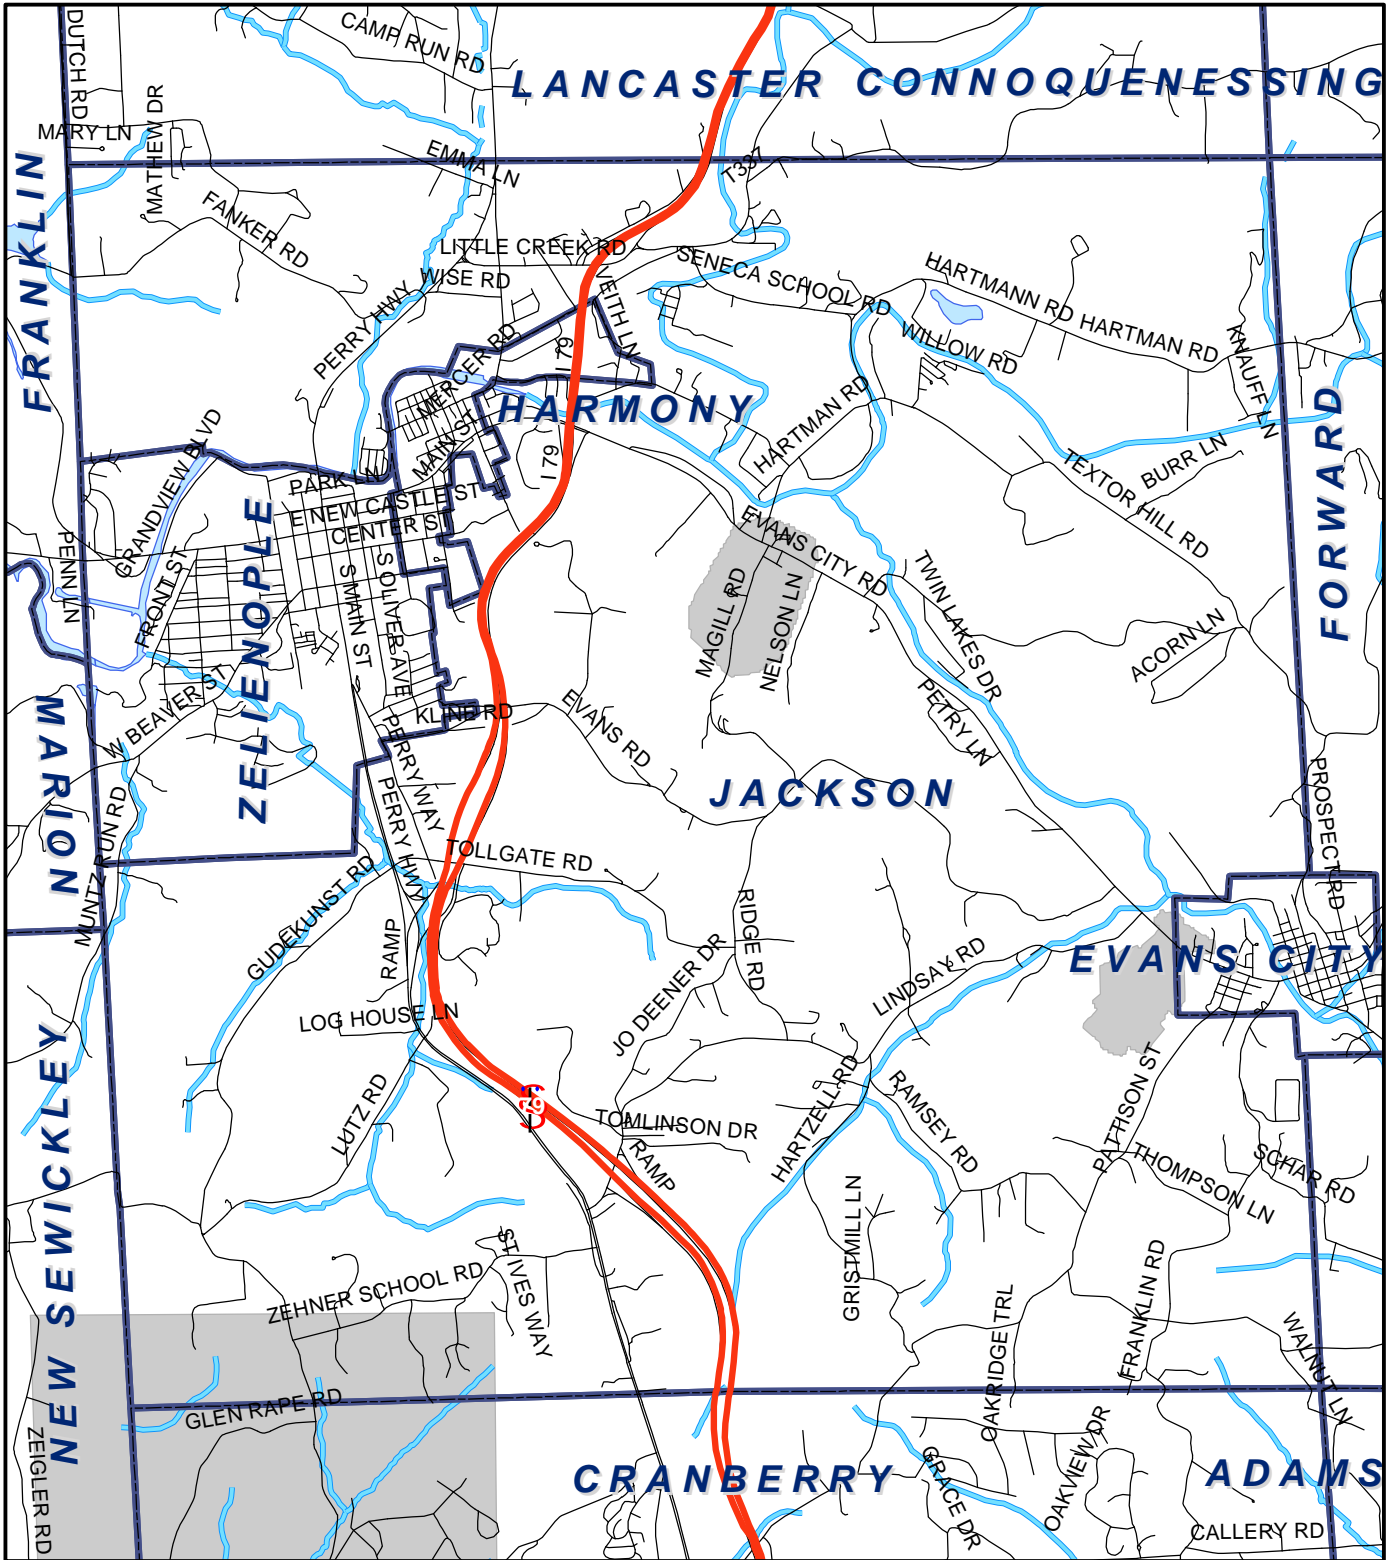 DUTCH RD
CAMP RUN RD
LANCASTER
CONNOQUENESSING
MARY LN
MATHEW DR
EMMA LN
T337
FRANKLIN
FANKER RD
LITTLE CREEK RD
WISE RD
SENECA SCHOOL RD
HARTMANN RD
HARTMAN RD
VEITH LN
PERRY HWY
MERCER RD
I 79
WILLOW RD
KNAUFF LN
HARMONY
HARTMAN RD
FORWARD
GRANDVIEW BLVD
MAIN ST
I 79
TEXTOR HILL RD
BURR LN
PARK LN
E NEW CASTLE ST
CENTER ST
ZELIENOPLE
PENN LN
FRONT ST
S MAIN ST
S OLIVER AVE
EVANS CITY RD
MAGILL RD
NELSON LN
TWIN LAKES DR
ACORN LN
PETRY LN
W BEAVER ST
KLINE RD
EVANS RD
PERRY WAY
MARION
JACKSON
PROSPECT RD
MUNTZ RUN RD
PERRY HWY
TOLLGATE RD
GUDEKUNST RD
RAMP
RIDGE RD
JO DEENER DR
LINDSAY RD
EVANS CITY
LOG HOUSE LN
NEW SEWICKLEY
LUTZ RD
79
TOMLINSON DR
RAMP
HARTZELL RD
RAMSEY RD
PATTISON ST
THOMPSON LN
SCHAR RD
GRISTMILL LN
ST IVES WAY
ZEHNER SCHOOL RD
OAKRIDGE TRL
FRANKLIN RD
WALNUT LN
GLEN RAPE RD
ZEIGLER RD
CRANBERRY
GRACE DR
OAKVIEW DR
ADAMS
CALLERY RD